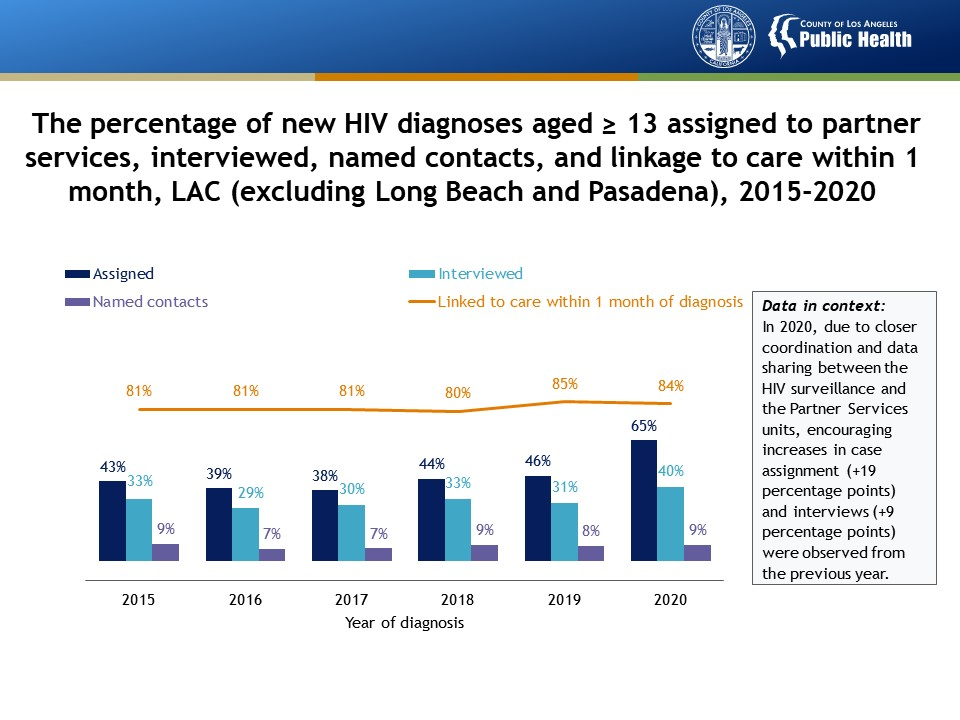 COUNTY OF LOS ANGELES
Public Health
The percentage of new HIV diagnoses aged ≥ 13 assigned to partner
services, interviewed, named contacts, and linkage to care within 1
month, LAC (excluding Long Beach and Pasadena), 2015-2020
Assigned
Interviewed
Named contacts
Linked to care within 1 month of diagnosis
81% 81% 81% 80% 85% 84%
43% 33% 9%
39% 29% 7%
38% 30% 7%
44% 33% 9%
46% 31% 8%
65% 40% 9%
2015 2016 2017 2018 2019 2020
Year of diagnosis
Data in context:
In 2020, due to closer
coordination and data
sharing between the
HIV surveillance and
the Partner Services
units, encouraging
increases in case
assignment (+19
percentage points)
and interviews (+9
percentage points)
were observed from
the previous year.